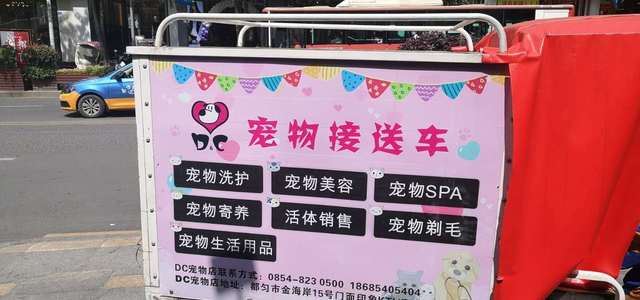 D.C
宠物接送车
宠物洗护 宠物美容 宠物SPA
宠物寄养 活体销售 宠物剃毛
宠物生活用品
DC宠物店联系方式：0854-823 0500 18685405404
DC宠物店地址：都匀市金海岸15号门面印象